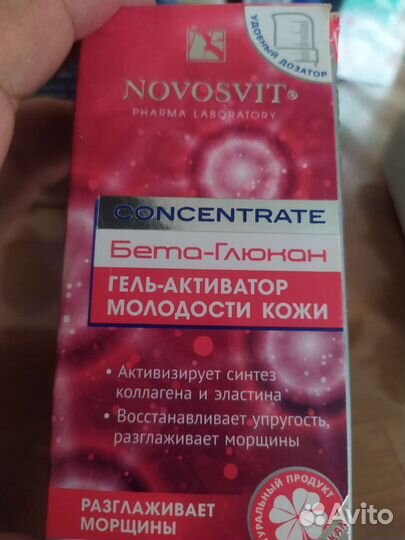 УДОБНЫЙ ДОЗАТОР
NOVOSVIT®
PHARMA LABORATORY
CONCENTRATE
Бета-Глюкан
ГЕЛЬ-АКТИВАТОР
МОЛОДОСТИ КОЖИ
• Активизирует синтез
коллагена и эластина
• Восстанавливает упругость,
разглаживает морщины
ПРОДУКТ
РАЗГЛАЖИВАЕТ
МОРЩИНЫ
Avito